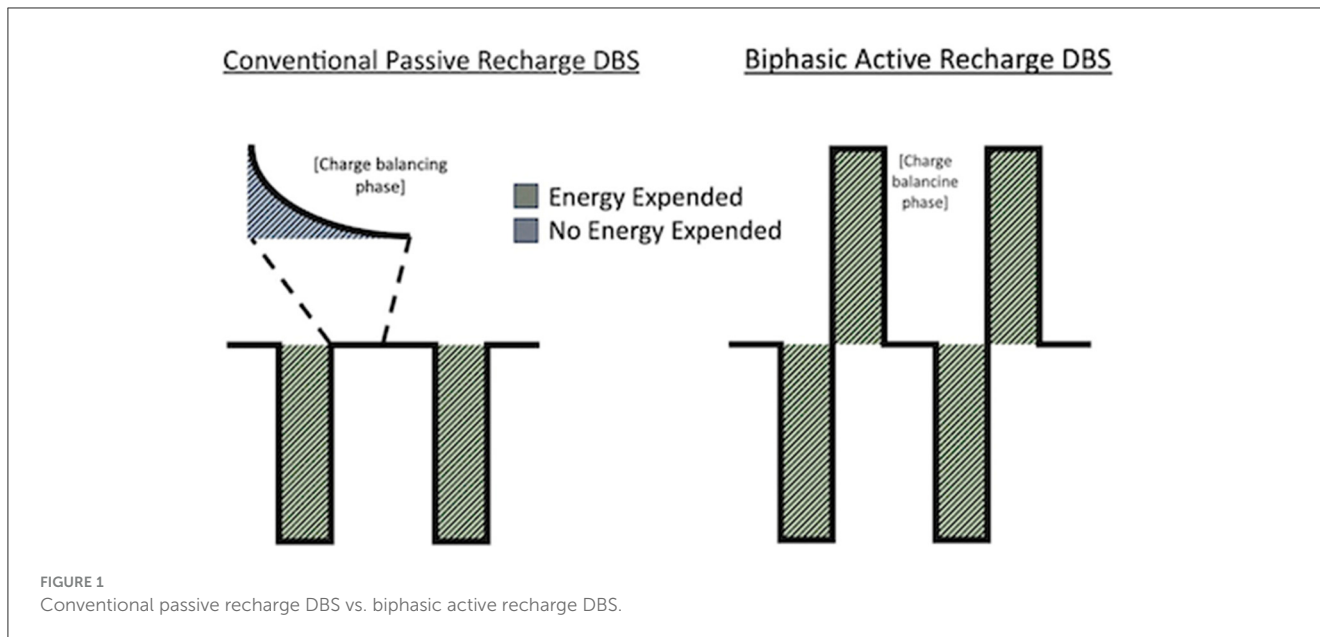 Conventional Passive Recharge DBS
Biphasic Active Recharge DBS
[Charge balancing
phase]
Energy Expended
No Energy Expended
[Charge
balancine
phase]
FIGURE 1
Conventional passive recharge DBS vs. biphasic active recharge DBS.